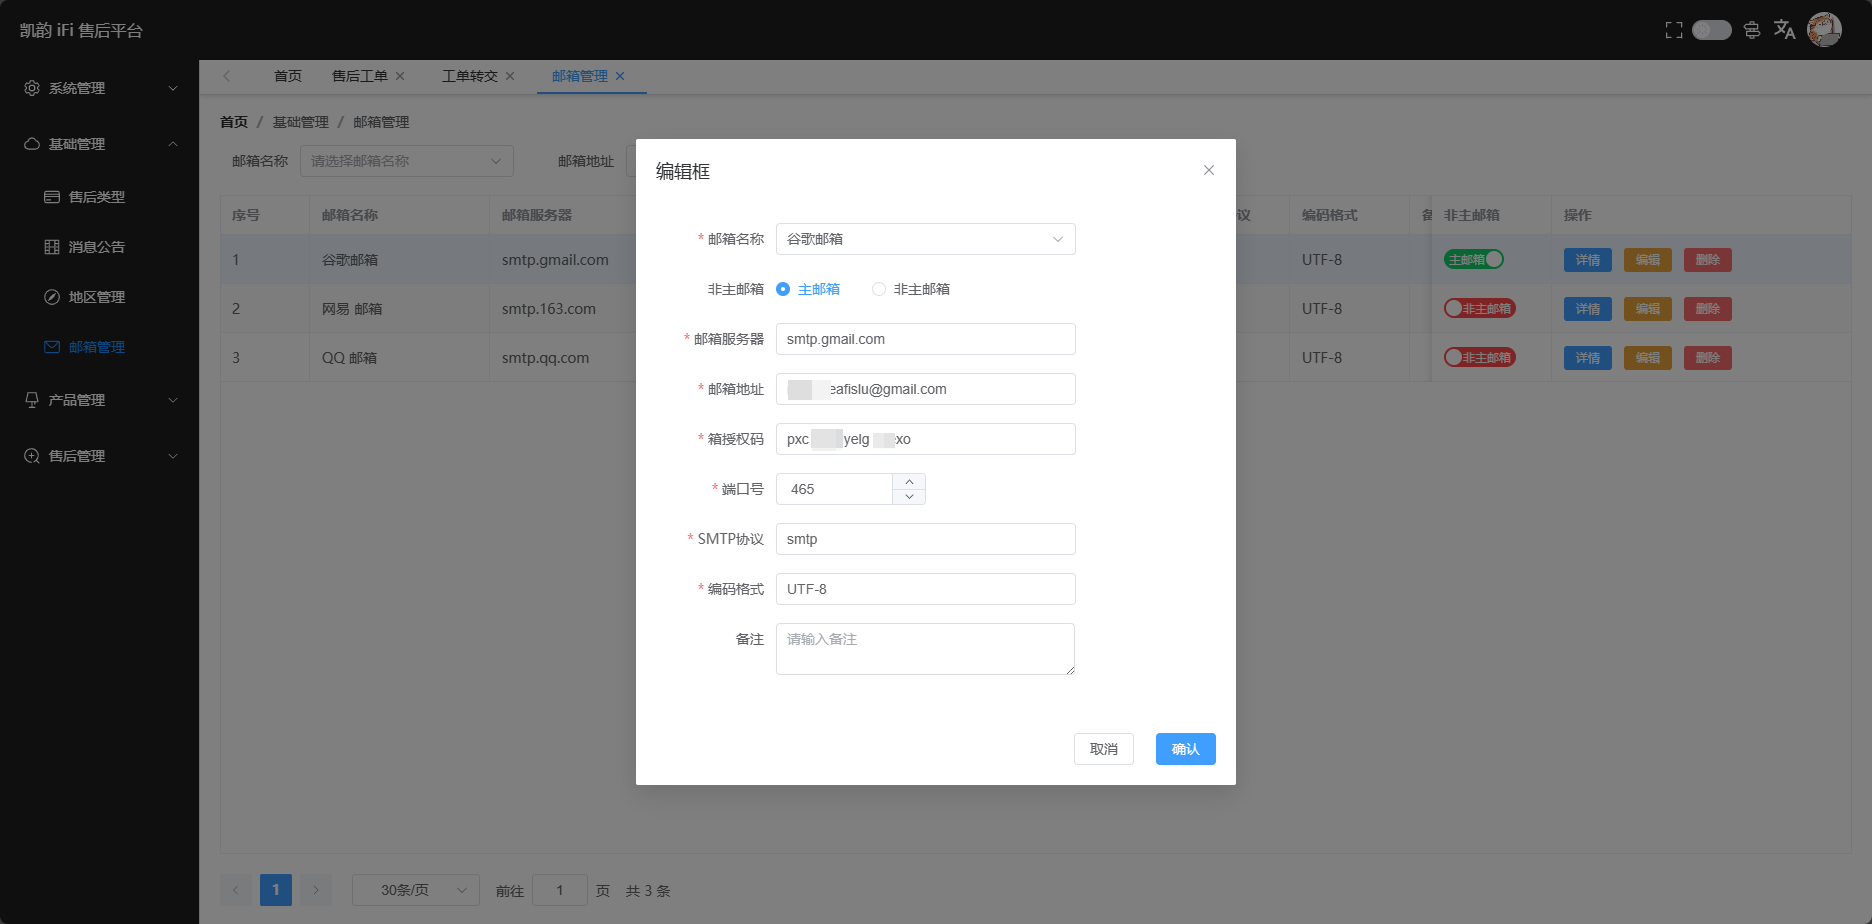 凯韵 iFi 售后平台
系统管理
基础管理
售后类型
消息公告
地区管理
邮箱管理
产品管理
售后管理
首页 售后工单 工单转交 邮箱管理
首页 / 基础管理 / 邮箱管理
邮箱名称 请选择邮箱名称 邮箱地址
序号 邮箱名称 邮箱服务器 议 编码格式 非主邮箱 操作
1 谷歌邮箱 smtp.gmail.com UTF-8 主邮箱 详情 编辑 删除
2 网易 邮箱 smtp.163.com UTF-8 非主邮箱 详情 编辑 删除
3 QQ 邮箱 smtp.qq.com UTF-8 非主邮箱 详情 编辑 删除
编辑框
* 邮箱名称 谷歌邮箱
非主邮箱 主邮箱 非主邮箱
* 邮箱服务器 smtp.gmail.com
* 邮箱地址 eafislu@gmail.com
* 箱授权码 pxc yelg xo
* 端口号 465
* SMTP协议 smtp
* 编码格式 UTF-8
备注 请输入备注
取消 确认
1 30条/页 前往 1 页 共 3 条